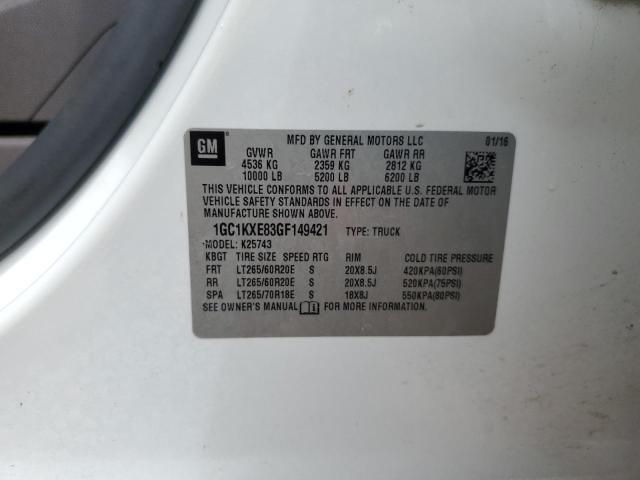 GM
MFD BY GENERAL MOTORS LLC 01/16
GVWR GAWR FRT GAWR RR
4536 KG 2359 KG 2812 KG
10000 LB 5200 LB 6200 LB
THIS VEHICLE CONFORMS TO ALL APPLICABLE U.S. FEDERAL MOTOR
VEHICLE SAFETY STANDARDS IN EFFECT ON THE DATE OF
MANUFACTURE SHOWN ABOVE.
1GC1KXE83GF149421 TYPE: TRUCK
MODEL: K25743
KBGT TIRE SIZE SPEED RTG RIM COLD TIRE PRESSURE
FRT LT265/60R20E S 20X8.5J 420KPA(60PSI)
RR LT265/60R20E S 20X8.5J 520KPA(75PSI)
SPA LT265/70R18E S 18X8J 550KPA(80PSI)
SEE OWNER'S MANUAL FOR MORE INFORMATION.